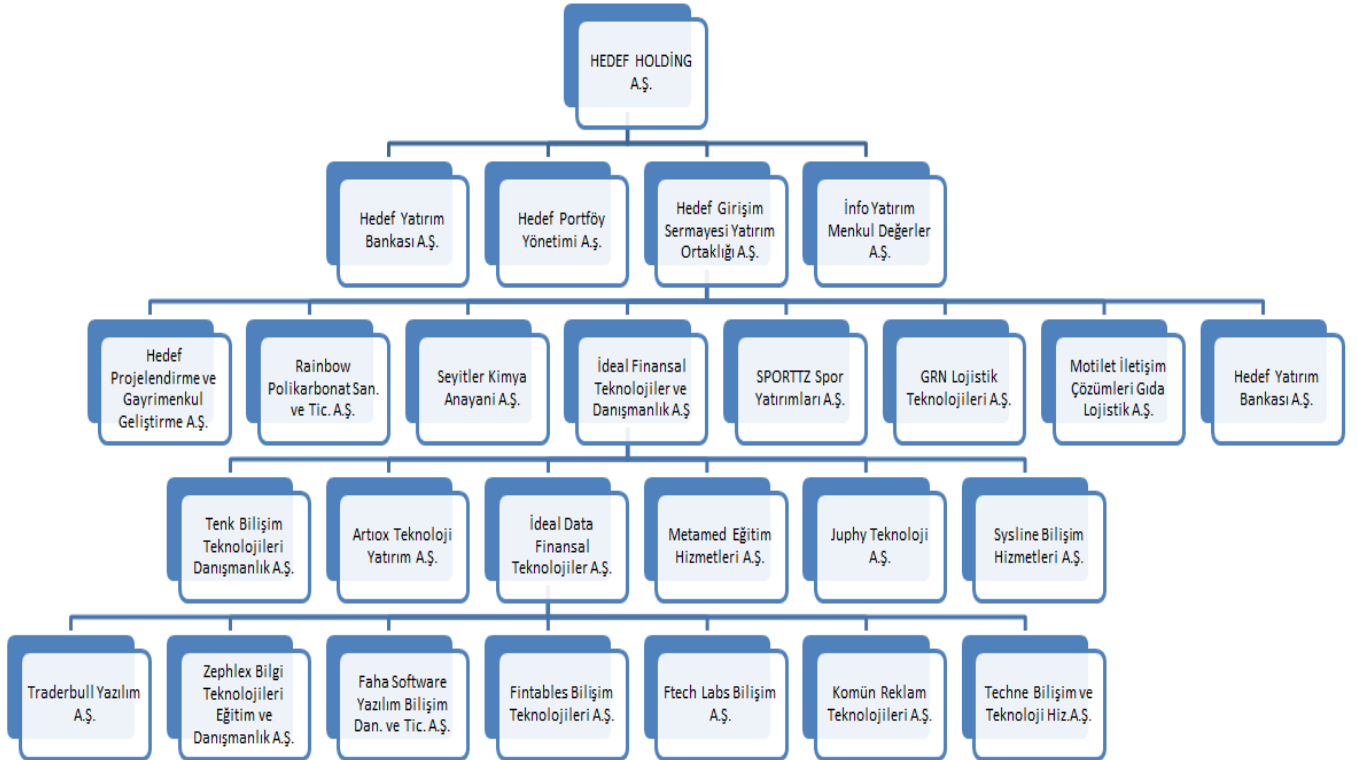 HEDEF HOLDİNG
A.Ş.
Hedef Yatırım
Bankası A.Ş.
Hedef Portföy
Yönetimi A.ş.
Hedef Girişim
Sermayesi Yatırım
Ortaklığı A.Ş.
İnfo Yatırım
Menkul Değerler
A.Ş.
Hedef
Projelendirme ve
Gayrimenkul
Geliştirme A.Ş.
Rainbow
Polikarbonat San.
ve Tic. A.Ş.
Seyitler Kimya
Anayani A.Ş.
İdeal Finansal
Teknolojiler ve
Danışmanlık A.Ş
SPORTTZ Spor
Yatırımları A.Ş.
GRN Lojistik
Teknolojileri A.Ş.
Motilet İletişim
Çözümleri Gıda
Lojistik A.Ş.
Hedef Yatırım
Bankası A.Ş.
Tenk Bilişim
Teknolojileri
Danışmanlık A.Ş.
Artıox Teknoloji
Yatırım A.Ş.
İdeal Data
Finansal
Teknolojiler A.Ş.
Metamed Eğitim
Hizmetleri A.Ş.
Juphy Teknoloji
A.Ş.
Sysline Bilişim
Hizmetleri A.Ş.
Traderbull Yazılım
A.Ş.
Zephlex Bilgi
Teknolojileri
Eğitim ve
Danışmanlık A.Ş.
Faha Software
Yazılım Bilişim
Dan. ve Tic. A.Ş.
Fintables Bilişim
Teknolojileri A.Ş.
Ftech Labs Bilişim
A.Ş.
Komün Reklam
Teknolojileri A.Ş.
Techne Bilişim ve
Teknoloji Hiz.A.Ş.